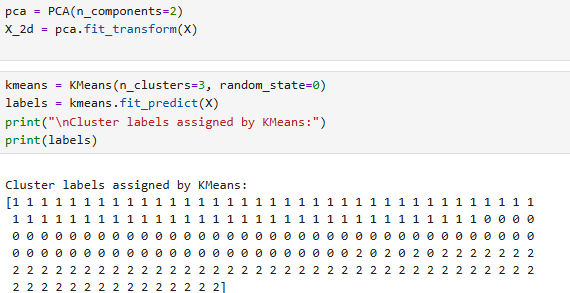 pca = PCA(n_components=2)
X_2d = pca.fit_transform(X)
kmeans = KMeans(n_clusters=3, random_state=0)
labels = kmeans.fit_predict(X)
print("\nCluster labels assigned by KMeans:")
print(labels)
Cluster labels assigned by KMeans:
[1 1 1 1 1 1 1 1 1 1 1 1 1 1 1 1 1 1 1 1 1 1 1 1 1 1 1 1 1 1 1 1 1 1 1 1 1
1 1 1 1 1 1 1 1 1 1 1 1 1 1 1 1 1 1 1 1 1 1 1 1 1 1 1 1 1 1 1 1 1 0 0 0 0
0 0 0 0 0 0 0 0 0 0 0 0 0 0 0 0 0 0 0 0 0 0 0 0 0 0 0 0 0 0 0 0 0 0 0 0 0
0 0 0 0 0 0 0 0 0 0 0 0 0 0 0 0 0 0 0 0 0 0 0 0 2 0 2 0 2 0 2 2 2 2 2 2 2
2 2 2 2 2 2 2 2 2 2 2 2 2 2 2 2 2 2 2 2 2 2 2 2 2 2 2 2 2 2 2 2 2 2 2 2 2
2 2 2 2 2 2 2 2 2 2 2 2 2 2 2]